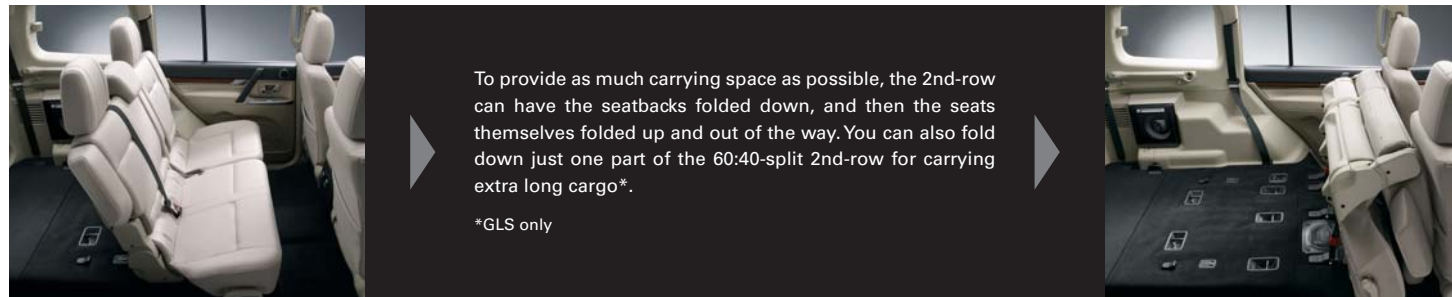 To provide as much carrying space as possible, the 2nd-row
can have the seatbacks folded down, and then the seats
themselves folded up and out of the way. You can also fold
down just one part of the 60:40-split 2nd-row for carrying
extra long cargo*.
*GLS only